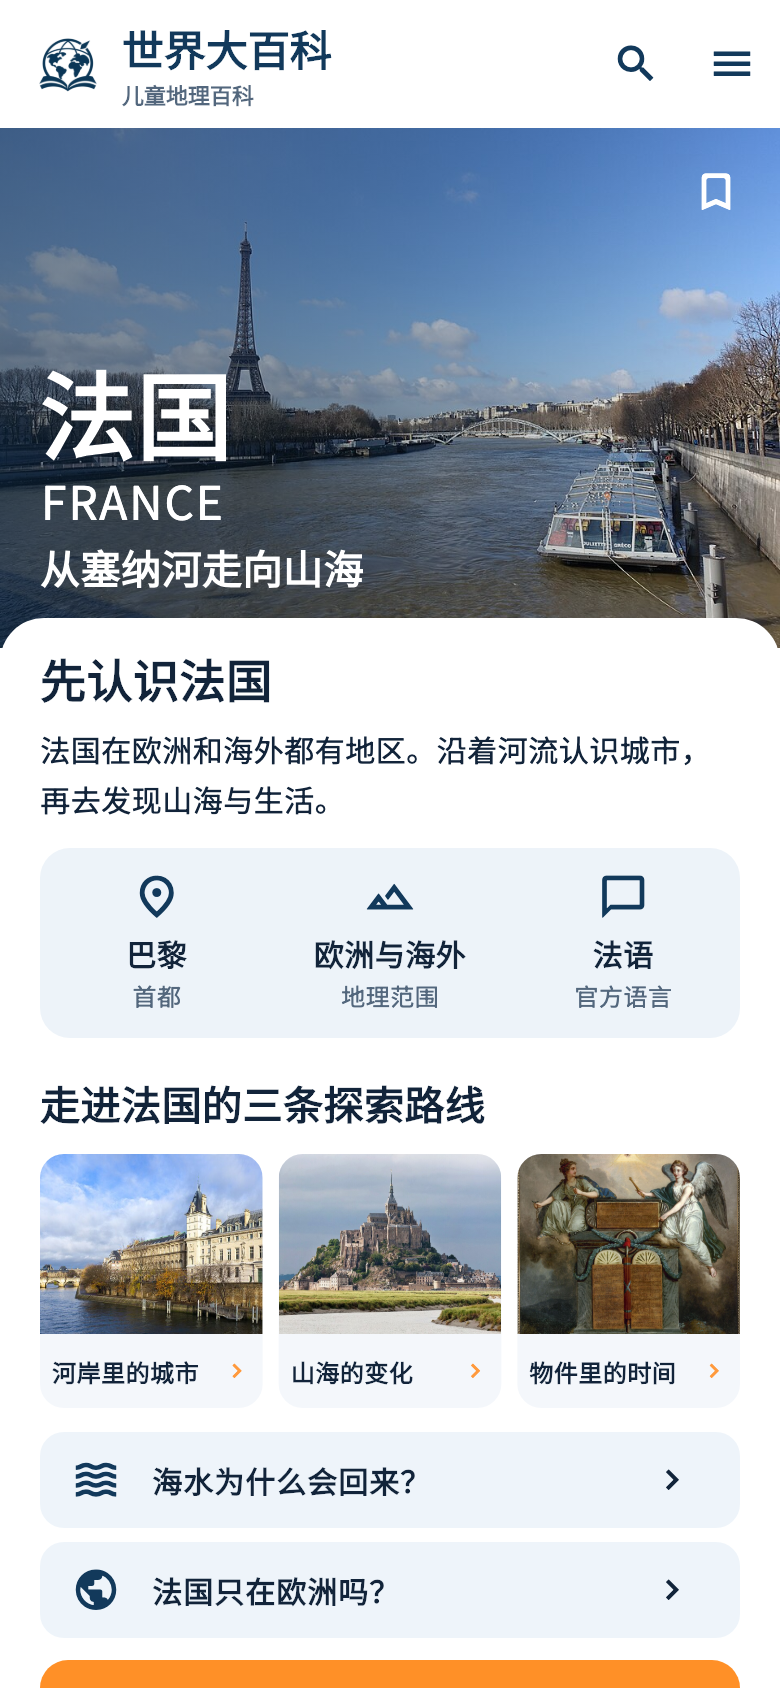 世界大百科
儿童地理百科
法国
FRANCE
从塞纳河走向山海
先认识法国
法国在欧洲和海外都有地区。沿着河流认识城市，
再去发现山海与生活。
巴黎
首都
欧洲与海外
地理范围
法语
官方语言
走进法国的三条探索路线
河岸里的城市
山海的变化
物件里的时间
海水为什么会回来？
法国只在欧洲吗？